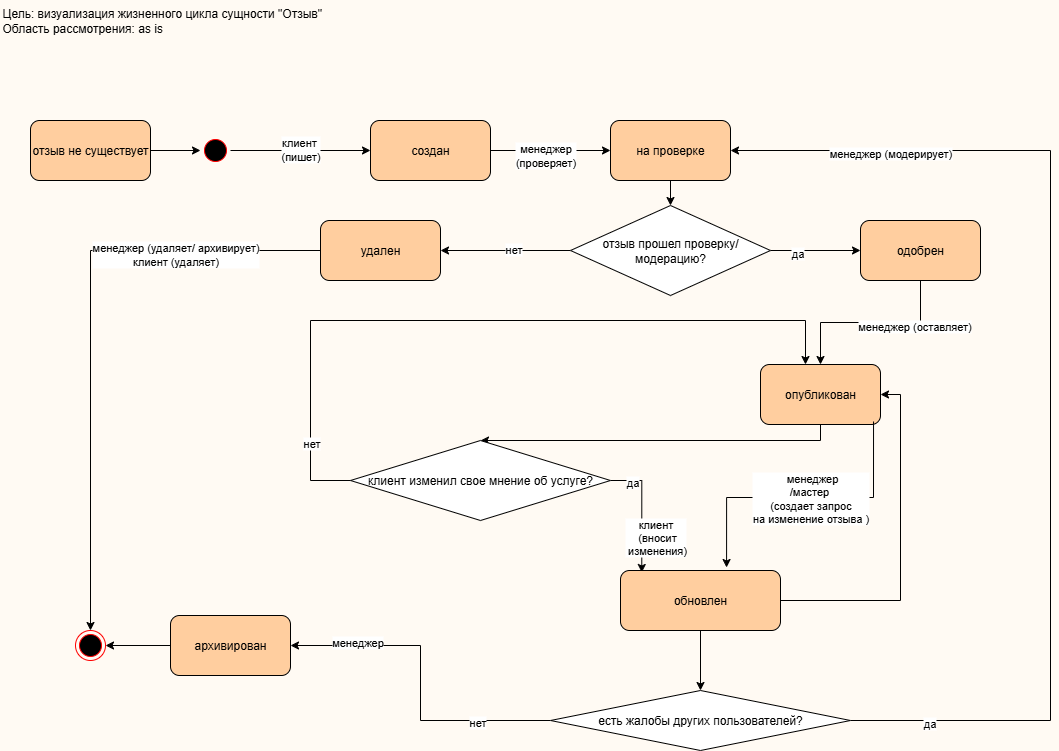 Цель: визуализация жизненного цикла сущности "Отзыв"
Область рассмотрения: as is
отзыв не существует
клиент
(пишет)
создан
менеджер
(проверяет)
на проверке
менеджер (модерирует)
менеджер (удаляет/ архивирует)
клиент (удаляет)
удален
нет
отзыв прошел проверку/
модерацию?
да
одобрен
менеджер (оставляет)
опубликован
нет
клиент изменил свое мнение об услуге?
да
менеджер
/мастер
(создает запрос
на изменение отзыва )
клиент
(вносит
изменения)
обновлен
архивирован
менеджер
нет
есть жалобы других пользователей?
да